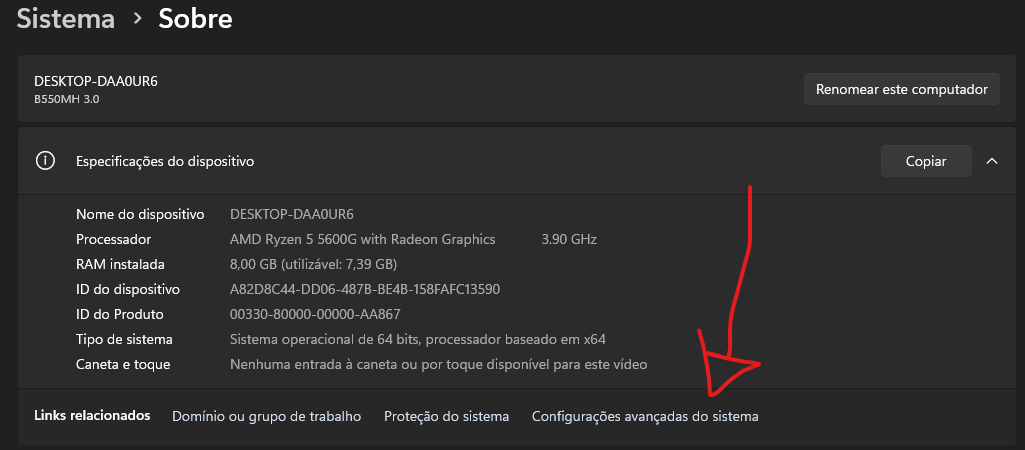 Sistema > Sobre
DESKTOP-DAA0UR6
B550MH 3.0
Renomear este computador
Especificações do dispositivo
Copiar
Nome do dispositivo DESKTOP-DAA0UR6
Processador AMD Ryzen 5 5600G with Radeon Graphics 3.90 GHz
RAM instalada 8,00 GB (utilizável: 7,39 GB)
ID do dispositivo A82D8C44-DD06-487B-BE4B-158FAFC13590
ID do Produto 00330-80000-00000-AA867
Tipo de sistema Sistema operacional de 64 bits, processador baseado em x64
Caneta e toque Nenhuma entrada à caneta ou por toque disponível para este vídeo
Links relacionados Domínio ou grupo de trabalho Proteção do sistema Configurações avançadas do sistema